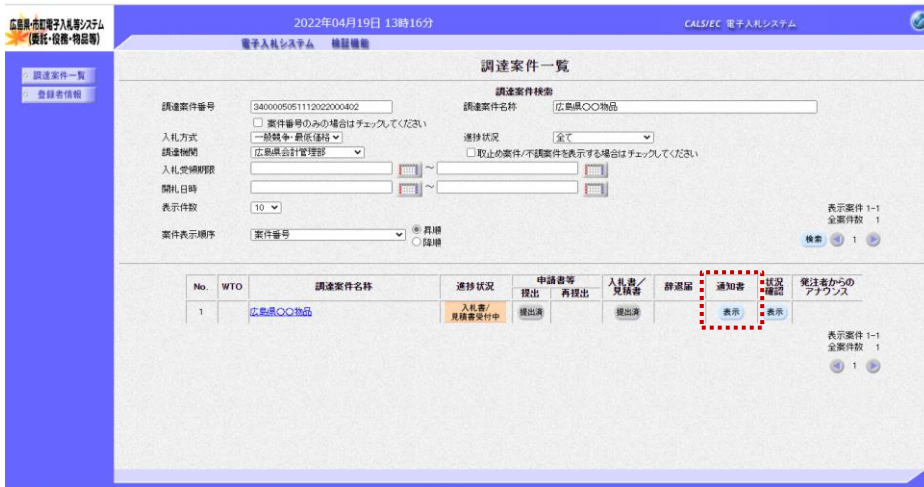 広島県・市町電子入札等システム
(委託・役務・物品等)
2022年04月19日 13時16分
CALS/EC 電子入札システム
電子入札システム 検証機能
調達案件一覧
登録者情報
調達案件一覧
調達案件検索
調達案件番号 3400005051112022000402 調達案件名称 広島県〇〇物品
案件番号のみの場合はチェックしてください
入札方式 一般競争・最低価格 進捗状況 全て
調達機関 広島県会計管理部 取止め案件/不調案件を表示する場合はチェックしてください
入札受締期限 ~
開札日時 ~
表示件数 10
案件表示順序 案件番号 昇順
降順
表示案件 1-1
全案件数 1
検索 1
No. WTO 調達案件名称 進捗状況 申請書等 入札書/見積書 辞退届 通知書 状況確認 発注者からのアナウンス
提出 再提出
1 広島県〇〇物品 入札書/見積書受付中 提出済 提出済 表示 表示
表示案件 1-1
全案件数 1
1